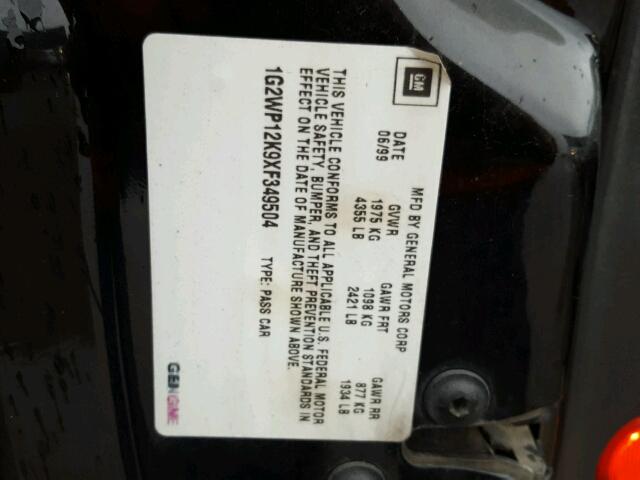 GM
MFD BY GENERAL MOTORS CORP
DATE GVWR GAWR FRT GAWR RR
06/99 1975 KG 1098 KG 877 KG
4355 LB 2421 LB 1934 LB
THIS VEHICLE CONFORMS TO ALL APPLICABLE U.S. FEDERAL MOTOR
VEHICLE SAFETY, BUMPER, AND THEFT PREVENTION STANDARDS IN
EFFECT ON THE DATE OF MANUFACTURE SHOWN ABOVE.
1G2WP12K9XF349504 TYPE: PASS CAR